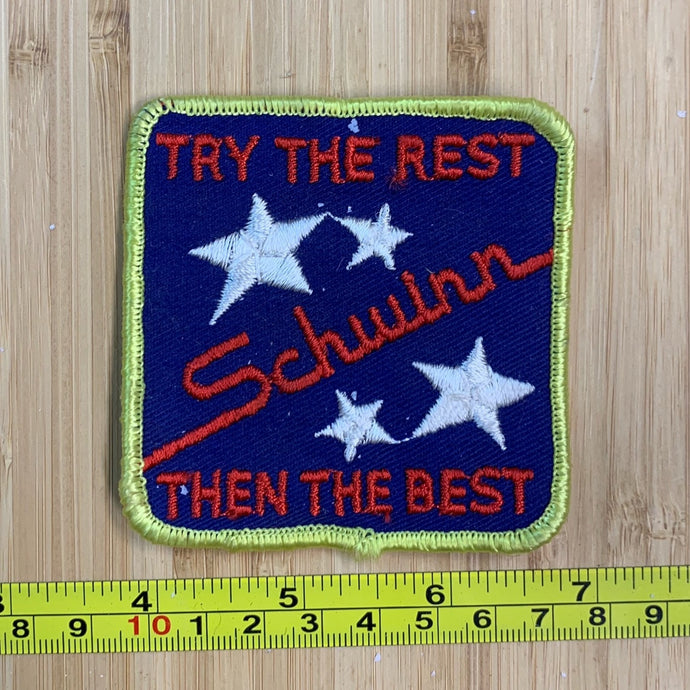 TRY THE REST
Schwinn
THEN THE BEST
3 4 5 6 7
8 9 10 1 2 3 4 5 6 7 8 9